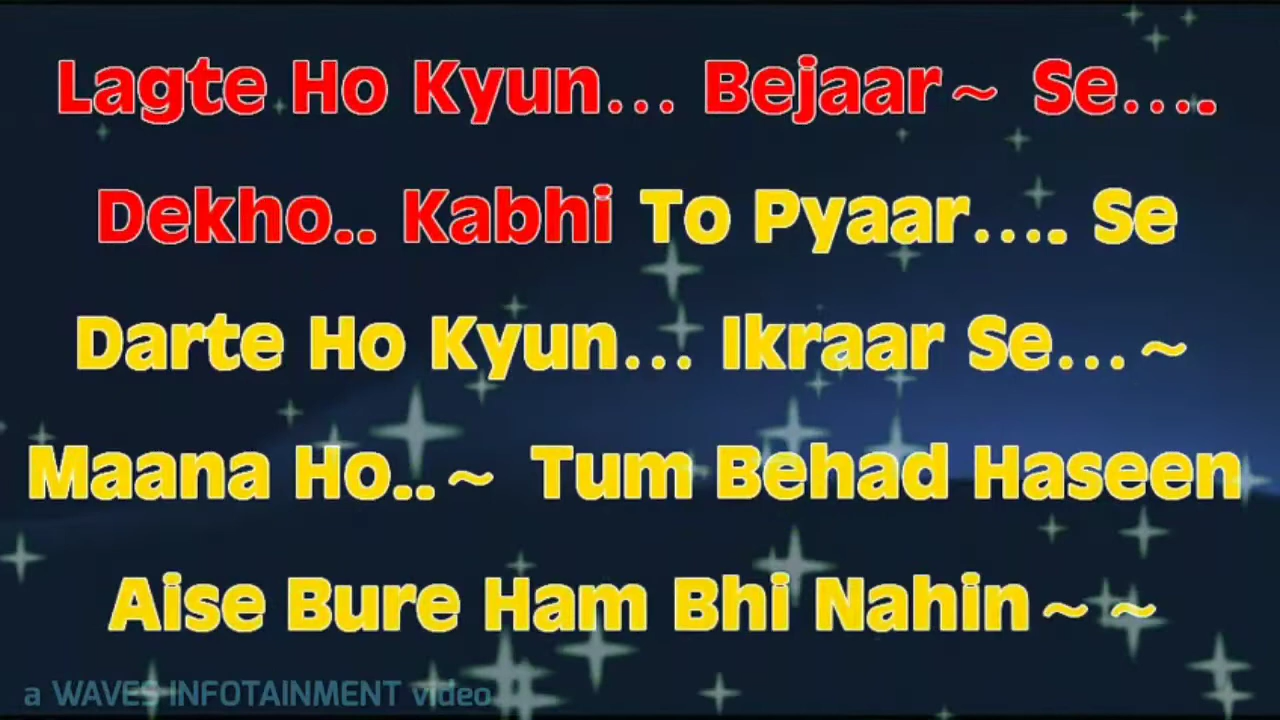 Lagte Ho Kyun... Bejaar~ Se....
Dekho.. Kabhi To Pyaar.... Se
Darte Ho Kyun... Ikraar Se...~
Maana Ho..~ Tum Behad Haseen
Aise Bure Ham Bhi Nahin~~
a WAVES INFOTAINMENT video